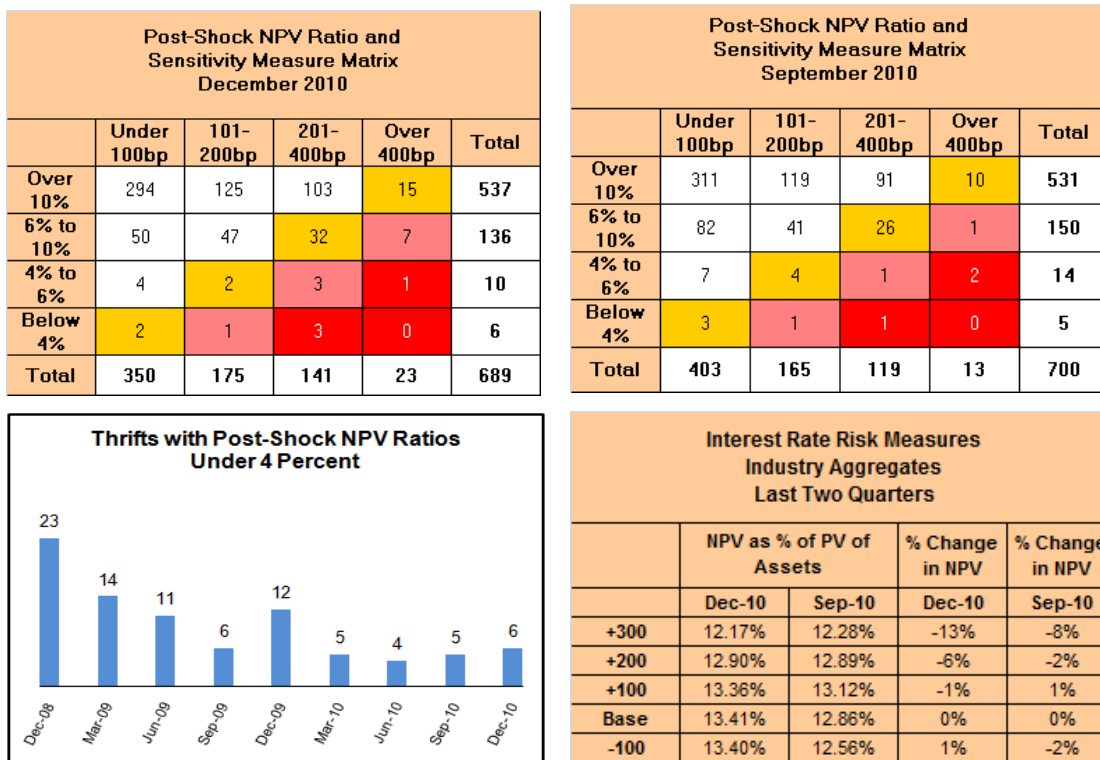 Post-Shock NPV Ratio and
Sensitivity Measure Matrix
December 2010
Under 100bp 101-200bp 201-400bp Over 400bp Total
Over 10% 294 125 103 15 537
6% to 10% 50 47 32 7 136
4% to 6% 4 2 3 1 10
Below 4% 2 1 3 0 6
Total 350 175 141 23 689
Post-Shock NPV Ratio and
Sensitivity Measure Matrix
September 2010
Under 100bp 101-200bp 201-400bp Over 400bp Total
Over 10% 311 119 91 10 531
6% to 10% 82 41 26 1 150
4% to 6% 7 4 1 2 14
Below 4% 3 1 1 0 5
Total 403 165 119 13 700
Thrifts with Post-Shock NPV Ratios
Under 4 Percent
23 14 11 6 12 5 4 5 6
Dec-08 Mar-09 Jun-09 Sep-09 Dec-09 Mar-10 Jun-10 Sep-10 Dec-10
Interest Rate Risk Measures
Industry Aggregates
Last Two Quarters
NPV as % of PV of Assets % Change in NPV % Change in NPV
Dec-10 Sep-10 Dec-10 Sep-10
+300 12.17% 12.28% -13% -8%
+200 12.90% 12.89% -6% -2%
+100 13.36% 13.12% -1% 1%
Base 13.41% 12.86% 0% 0%
-100 13.40% 12.56% 1% -2%